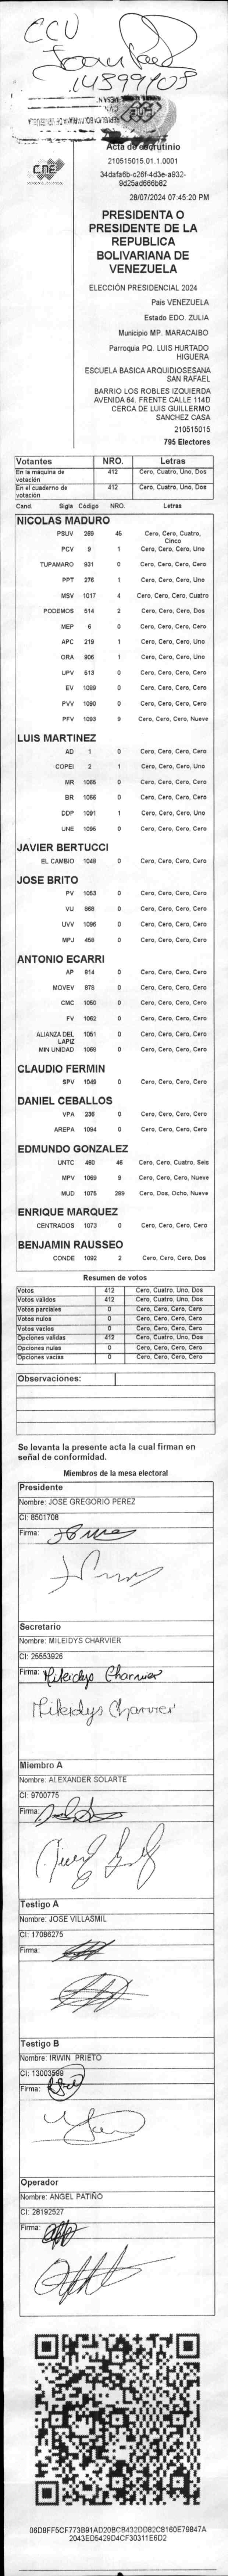 CCU
14899703
CNE
Acta de escrutinio
210515015.01.1.0001
34dafa6b-c26f-4d3e-a932-
9d25ad666b82
28/07/2024 07:45:20 PM
PRESIDENTA O
PRESIDENTE DE LA
REPUBLICA
BOLIVARIANA DE
VENEZUELA
ELECCIÓN PRESIDENCIAL 2024
Pais VENEZUELA
Estado EDO. ZULIA
Municipio MP. MARACAIBO
Parroquia PQ. LUIS HURTADO
HIGUERA
ESCUELA BASICA ARQUIDIOSESANA
SAN RAFAEL
BARRIO LOS ROBLES IZQUIERDA
AVENIDA 64. FRENTE CALLE 114D
CERCA DE LUIS GUILLERMO
SANCHEZ CASA
210515015
795 Electores
Votantes NRO. Letras
En la máquina de votación 412 Cero, Cuatro, Uno, Dos
En el cuaderno de votación 412 Cero, Cuatro, Uno, Dos
Cand. Sigla Código NRO. Letras
NICOLAS MADURO
PSUV 269 45 Cero, Cero, Cuatro, Cinco
PCV 9 1 Cero, Cero, Cero, Uno
TUPAMARO 931 0 Cero, Cero, Cero, Cero
PPT 276 1 Cero, Cero, Cero, Uno
MSV 1017 4 Cero, Cero, Cero, Cuatro
PODEMOS 514 2 Cero, Cero, Cero, Dos
MEP 6 0 Cero, Cero, Cero, Cero
APC 219 1 Cero, Cero, Cero, Uno
ORA 906 1 Cero, Cero, Cero, Uno
UPV 513 0 Cero, Cero, Cero, Cero
EV 1089 0 Cero, Cero, Cero, Cero
PVV 1090 0 Cero, Cero, Cero, Cero
PFV 1093 9 Cero, Cero, Cero, Nueve
LUIS MARTINEZ
AD 1 0 Cero, Cero, Cero, Cero
COPEI 2 1 Cero, Cero, Cero, Uno
MR 1065 0 Cero, Cero, Cero, Cero
BR 1066 0 Cero, Cero, Cero, Cero
DDP 1091 1 Cero, Cero, Cero, Uno
UNE 1095 0 Cero, Cero, Cero, Cero
JAVIER BERTUCCI
EL CAMBIO 1048 0 Cero, Cero, Cero, Cero
JOSE BRITO
PV 1053 0 Cero, Cero, Cero, Cero
VU 868 0 Cero, Cero, Cero, Cero
UVV 1096 0 Cero, Cero, Cero, Cero
MPJ 458 0 Cero, Cero, Cero, Cero
ANTONIO ECARRI
AP 814 0 Cero, Cero, Cero, Cero
MOVEV 878 0 Cero, Cero, Cero, Cero
CMC 1050 0 Cero, Cero, Cero, Cero
FV 1062 0 Cero, Cero, Cero, Cero
ALIANZA DEL LAPIZ 1051 0 Cero, Cero, Cero, Cero
MIN UNIDAD 1068 0 Cero, Cero, Cero, Cero
CLAUDIO FERMIN
SPV 1049 0 Cero, Cero, Cero, Cero
DANIEL CEBALLOS
VPA 236 0 Cero, Cero, Cero, Cero
AREPA 1094 0 Cero, Cero, Cero, Cero
EDMUNDO GONZALEZ
UNTC 460 46 Cero, Cero, Cuatro, Seis
MPV 1069 9 Cero, Cero, Cero, Nueve
MUD 1075 289 Cero, Dos, Ocho, Nueve
ENRIQUE MARQUEZ
CENTRADOS 1073 0 Cero, Cero, Cero, Cero
BENJAMIN RAUSSEO
CONDE 1092 2 Cero, Cero, Cero, Dos
Resumen de votos
Votos 412 Cero, Cuatro, Uno, Dos
Votos validos 412 Cero, Cuatro, Uno, Dos
Votos parciales 0 Cero, Cero, Cero, Cero
Votos nulos 0 Cero, Cero, Cero, Cero
Votos vacios 0 Cero, Cero, Cero, Cero
Opciones validas 412 Cero, Cuatro, Uno, Dos
Opciones nulas 0 Cero, Cero, Cero, Cero
Opciones vacias 0 Cero, Cero, Cero, Cero
Observaciones:
Se levanta la presente acta la cual firman en
señal de conformidad.
Miembros de la mesa electoral
Presidente
Nombre: JOSE GREGORIO PEREZ
CI: 8501708
Firma:
Secretario
Nombre: MILEIDYS CHARVIER
CI: 25553926
Firma: Mileidys Charvier
Mileidys Charvier
Miembro A
Nombre: ALEXANDER SOLARTE
CI: 9700775
Firma:
Testigo A
Nombre: JOSE VILLASMIL
CI: 17086275
Firma:
Testigo B
Nombre: IRWIN PRIETO
CI: 13003599
Firma:
Operador
Nombre: ANGEL PATIÑO
CI: 28192527
Firma:
06D8FF5CF773B91AD20BCB432DD82C8160E79847A
2043ED5429D4CF30311E6D2